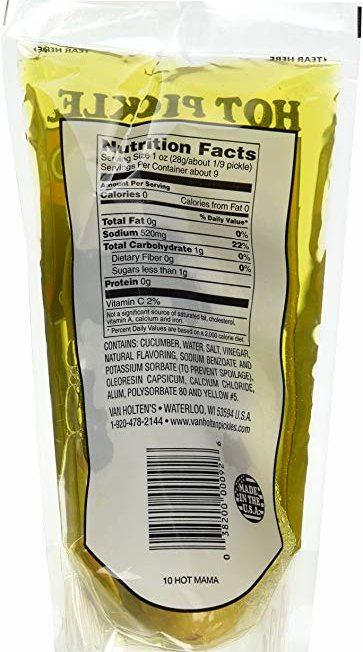 ‹TEAR HERE
TEAR HERE›
HOT PICKLE
Nutrition Facts
Serving Size 1 oz (28g/about 1/9 pickle)
Servings Per Container about 9
Amount Per Serving
Calories 0 Calories from Fat 0
% Daily Value*
Total Fat 0g 0%
Sodium 520mg 22%
Total Carbohydrate 1g 0%
Dietary Fiber 0g 0%
Sugars less than 1g
Protein 0g
Vitamin C 2%
Not a significant source of saturated fat, cholesterol,
vitamin A, calcium and iron.
* Percent Daily Values are based on a 2,000 calorie diet.
CONTAINS: CUCUMBER, WATER, SALT, VINEGAR,
NATURAL FLAVORING, SODIUM BENZOATE AND
POTASSIUM SORBATE (TO PREVENT SPOILAGE),
OLEORESIN CAPSICUM, CALCIUM CHLORIDE,
ALUM, POLYSORBATE 80 AND YELLOW #5.
VAN HOLTEN'S • WATERLOO, WI 53594 U.S.A.
1-920-478-2144 • www.vanholtenpickles.com
0 38200 00092 6
MADE
IN THE
U.S.A.
10 HOT MAMA